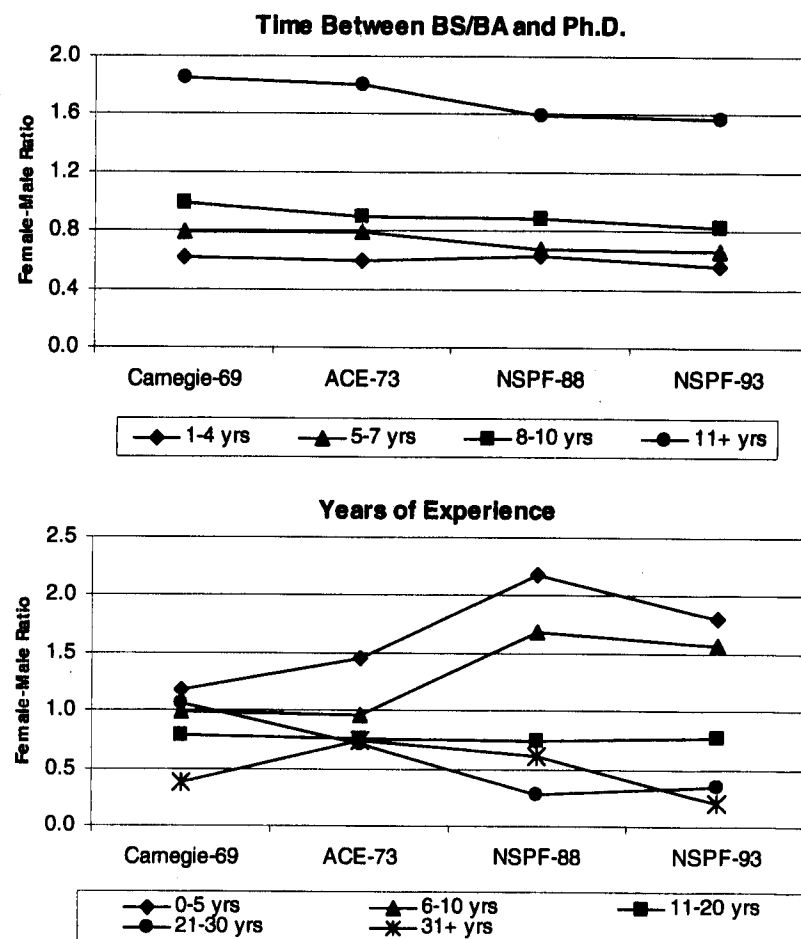 Time Between BS/BA and Ph.D.
2.0
1.6
1.2
0.8
0.4
0.0
Female-Male Ratio
Carnegie-69 ACE-73 NSPF-88 NSPF-93
1-4 yrs 5-7 yrs 8-10 yrs 11+ yrs
Years of Experience
2.5
2.0
1.5
1.0
0.5
0.0
Female-Male Ratio
Carnegie-69 ACE-73 NSPF-88 NSPF-93
0-5 yrs 6-10 yrs 11-20 yrs
21-30 yrs 31+ yrs